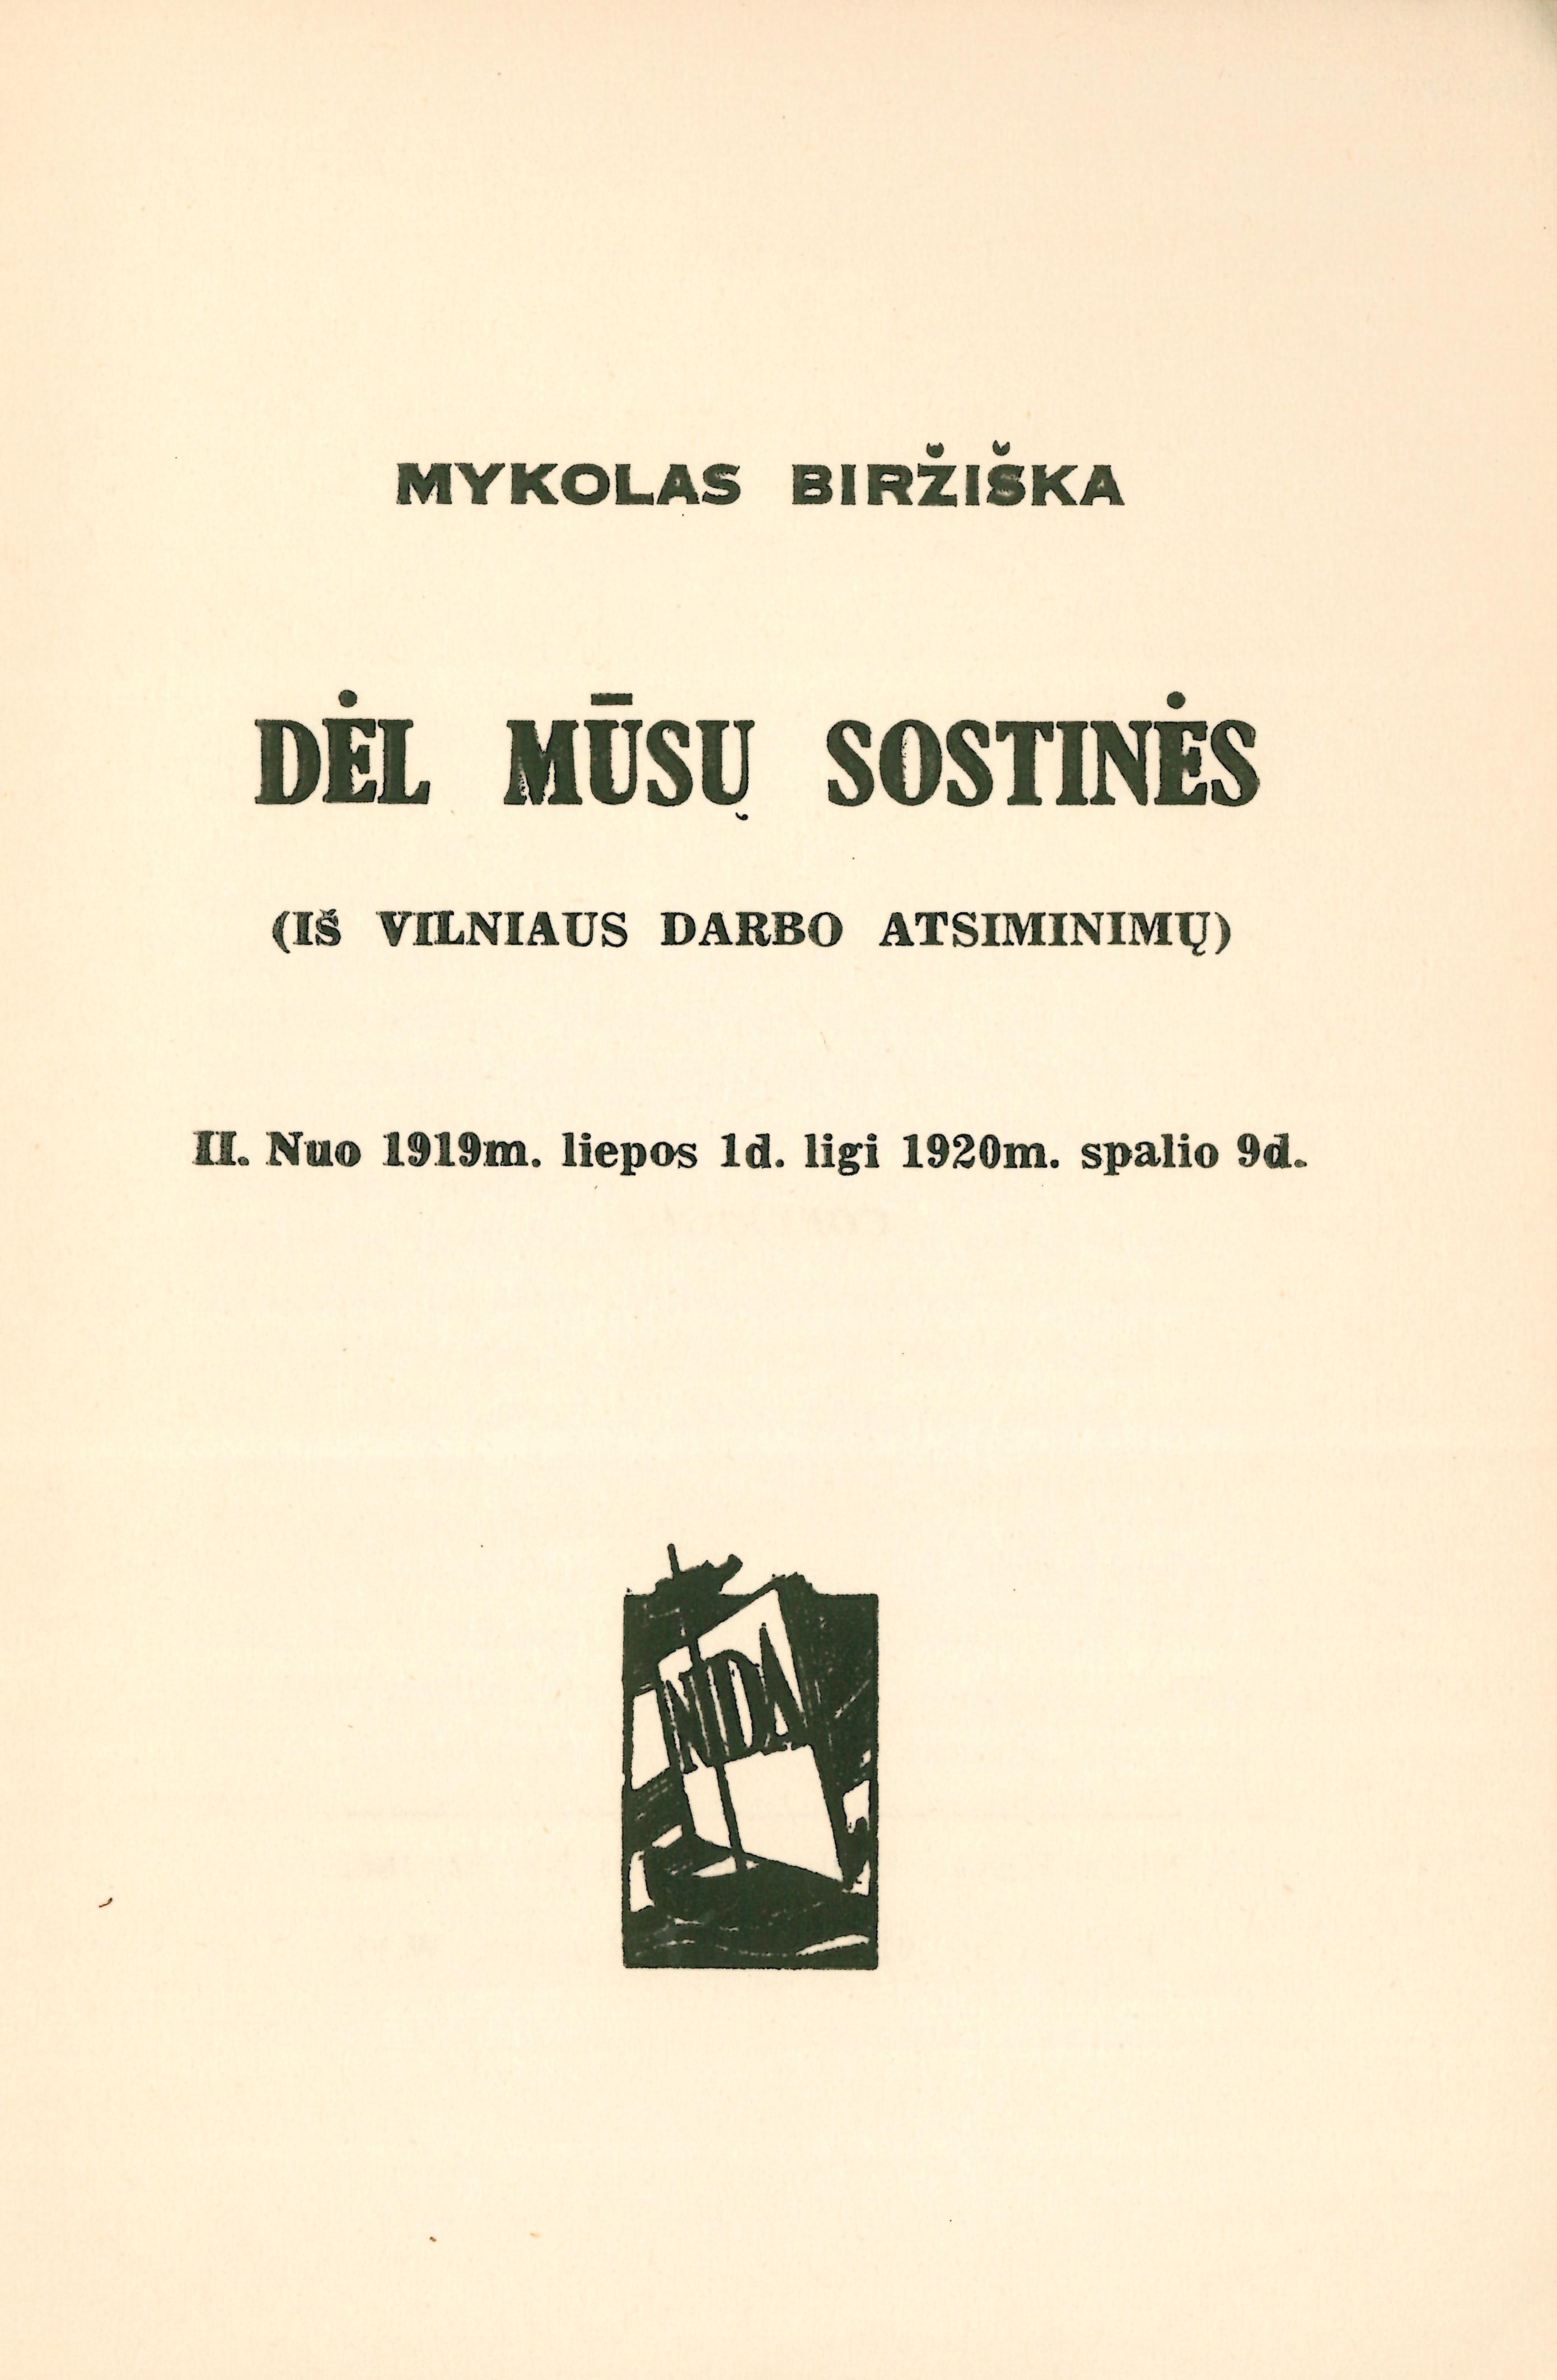 MYKOLAS BIRŽIŠKA
DĖL MŪSŲ SOSTINĖS
(IŠ VILNIAUS DARBO ATSIMINIMŲ)
II. Nuo 1919m. liepos 1d. ligi 1920m. spalio 9d.
NIDA